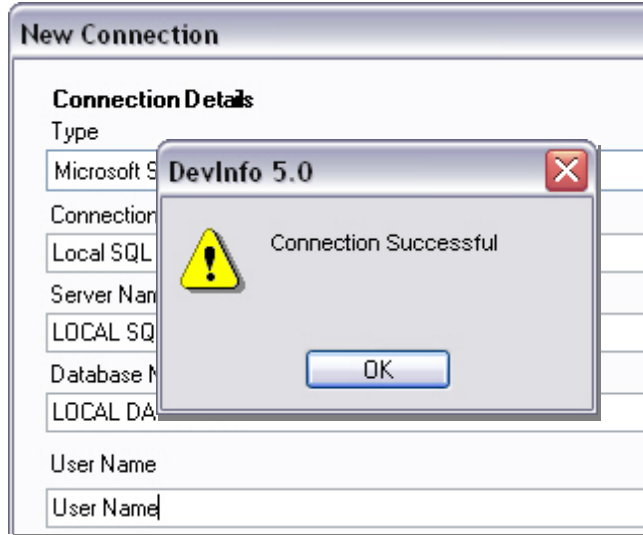 New Connection
Connection Details
Type
Microsoft S
DevInfo 5.0
Connection
Connection Successful
Local SQL
Server Nam
LOCAL SQ
OK
Database N
LOCAL DA
User Name
User Name